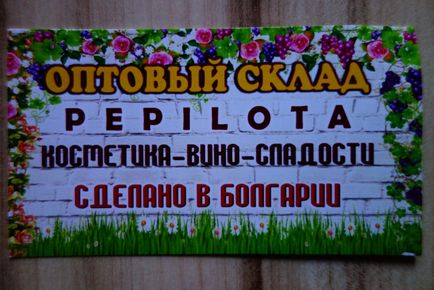 ОПТОВЫЙ СКЛАД
PEPILOTA
КОСМЕТИКА-ВИНО-СЛАДОСТИ
СДЕЛАНО В БОЛГАРИИ